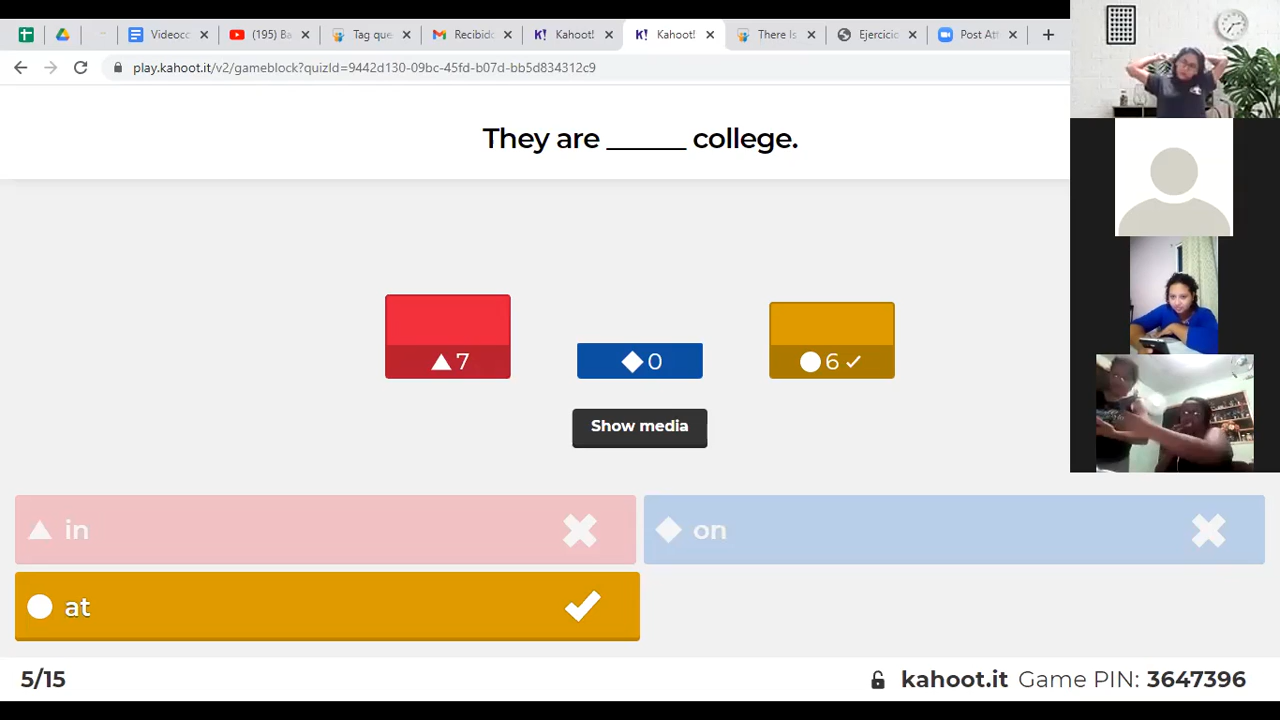 Videocc
(195) Ba
Tag que
Recibido
Kahoot!
Kahoot!
There Is
Ejercicio
Post Att
play.kahoot.it/v2/gameblock?quizId=9442d130-09bc-45fd-b07d-bb5d834312c9
They are ______ college.
7
0
6
Show media
in
on
at
5/15
kahoot.it Game PIN: 3647396